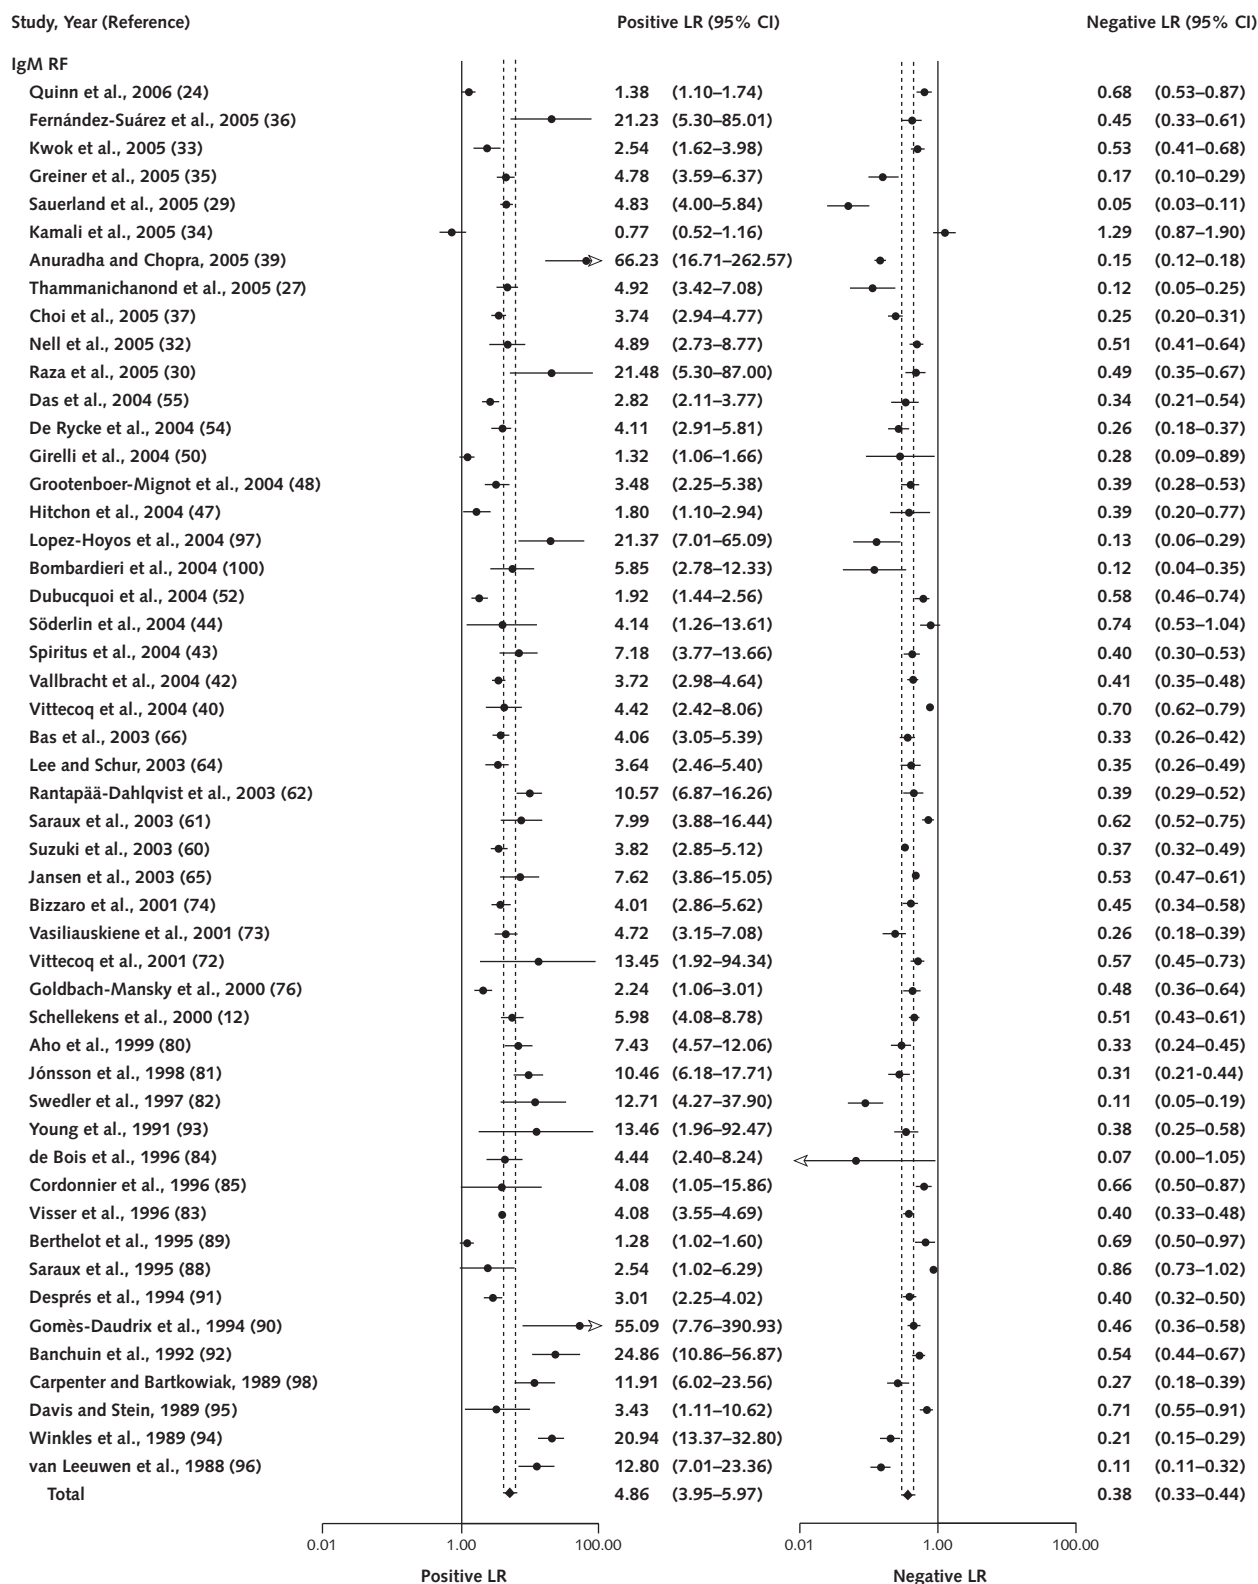 Study, Year (Reference) Positive LR (95% CI) Negative LR (95% CI)
IgM RF
Quinn et al., 2006 (24) 1.38 (1.10–1.74) 0.68 (0.53–0.87)
Fernández-Suárez et al., 2005 (36) 21.23 (5.30–85.01) 0.45 (0.33–0.61)
Kwok et al., 2005 (33) 2.54 (1.62–3.98) 0.53 (0.41–0.68)
Greiner et al., 2005 (35) 4.78 (3.59–6.37) 0.17 (0.10–0.29)
Sauerland et al., 2005 (29) 4.83 (4.00–5.84) 0.05 (0.03–0.11)
Kamali et al., 2005 (34) 0.77 (0.52–1.16) 1.29 (0.87–1.90)
Anuradha and Chopra, 2005 (39) 66.23 (16.71–262.57) 0.15 (0.12–0.18)
Thammanichanond et al., 2005 (27) 4.92 (3.42–7.08) 0.12 (0.05–0.25)
Choi et al., 2005 (37) 3.74 (2.94–4.77) 0.25 (0.20–0.31)
Nell et al., 2005 (32) 4.89 (2.73–8.77) 0.51 (0.41–0.64)
Raza et al., 2005 (30) 21.48 (5.30–87.00) 0.49 (0.35–0.67)
Das et al., 2004 (55) 2.82 (2.11–3.77) 0.34 (0.21–0.54)
De Rycke et al., 2004 (54) 4.11 (2.91–5.81) 0.26 (0.18–0.37)
Girelli et al., 2004 (50) 1.32 (1.06–1.66) 0.28 (0.09–0.89)
Grootenboer-Mignot et al., 2004 (48) 3.48 (2.25–5.38) 0.39 (0.28–0.53)
Hitchon et al., 2004 (47) 1.80 (1.10–2.94) 0.39 (0.20–0.77)
Lopez-Hoyos et al., 2004 (97) 21.37 (7.01–65.09) 0.13 (0.06–0.29)
Bombardieri et al., 2004 (100) 5.85 (2.78–12.33) 0.12 (0.04–0.35)
Dubucquoi et al., 2004 (52) 1.92 (1.44–2.56) 0.58 (0.46–0.74)
Söderlin et al., 2004 (44) 4.14 (1.26–13.61) 0.74 (0.53–1.04)
Spiritus et al., 2004 (43) 7.18 (3.77–13.66) 0.40 (0.30–0.53)
Vallbracht et al., 2004 (42) 3.72 (2.98–4.64) 0.41 (0.35–0.48)
Vittecoq et al., 2004 (40) 4.42 (2.42–8.06) 0.70 (0.62–0.79)
Bas et al., 2003 (66) 4.06 (3.05–5.39) 0.33 (0.26–0.42)
Lee and Schur, 2003 (64) 3.64 (2.46–5.40) 0.35 (0.26–0.49)
Rantapää-Dahlqvist et al., 2003 (62) 10.57 (6.87–16.26) 0.39 (0.29–0.52)
Saraux et al., 2003 (61) 7.99 (3.88–16.44) 0.62 (0.52–0.75)
Suzuki et al., 2003 (60) 3.82 (2.85–5.12) 0.37 (0.32–0.49)
Jansen et al., 2003 (65) 7.62 (3.86–15.05) 0.53 (0.47–0.61)
Bizzaro et al., 2001 (74) 4.01 (2.86–5.62) 0.45 (0.34–0.58)
Vasiliauskiene et al., 2001 (73) 4.72 (3.15–7.08) 0.26 (0.18–0.39)
Vittecoq et al., 2001 (72) 13.45 (1.92–94.34) 0.57 (0.45–0.73)
Goldbach-Mansky et al., 2000 (76) 2.24 (1.06–3.01) 0.48 (0.36–0.64)
Schellekens et al., 2000 (12) 5.98 (4.08–8.78) 0.51 (0.43–0.61)
Aho et al., 1999 (80) 7.43 (4.57–12.06) 0.33 (0.24–0.45)
Jónsson et al., 1998 (81) 10.46 (6.18–17.71) 0.31 (0.21-0.44)
Swedler et al., 1997 (82) 12.71 (4.27–37.90) 0.11 (0.05–0.19)
Young et al., 1991 (93) 13.46 (1.96–92.47) 0.38 (0.25–0.58)
de Bois et al., 1996 (84) 4.44 (2.40–8.24) 0.07 (0.00–1.05)
Cordonnier et al., 1996 (85) 4.08 (1.05–15.86) 0.66 (0.50–0.87)
Visser et al., 1996 (83) 4.08 (3.55–4.69) 0.40 (0.33–0.48)
Berthelot et al., 1995 (89) 1.28 (1.02–1.60) 0.69 (0.50–0.97)
Saraux et al., 1995 (88) 2.54 (1.02–6.29) 0.86 (0.73–1.02)
Després et al., 1994 (91) 3.01 (2.25–4.02) 0.40 (0.32–0.50)
Gomès-Daudrix et al., 1994 (90) 55.09 (7.76–390.93) 0.46 (0.36–0.58)
Banchuin et al., 1992 (92) 24.86 (10.86–56.87) 0.54 (0.44–0.67)
Carpenter and Bartkowiak, 1989 (98) 11.91 (6.02–23.56) 0.27 (0.18–0.39)
Davis and Stein, 1989 (95) 3.43 (1.11–10.62) 0.71 (0.55–0.91)
Winkles et al., 1989 (94) 20.94 (13.37–32.80) 0.21 (0.15–0.29)
van Leeuwen et al., 1988 (96) 12.80 (7.01–23.36) 0.11 (0.11–0.32)
Total 4.86 (3.95–5.97) 0.38 (0.33–0.44)
0.01 1.00 100.00 0.01 1.00 100.00
Positive LR Negative LR